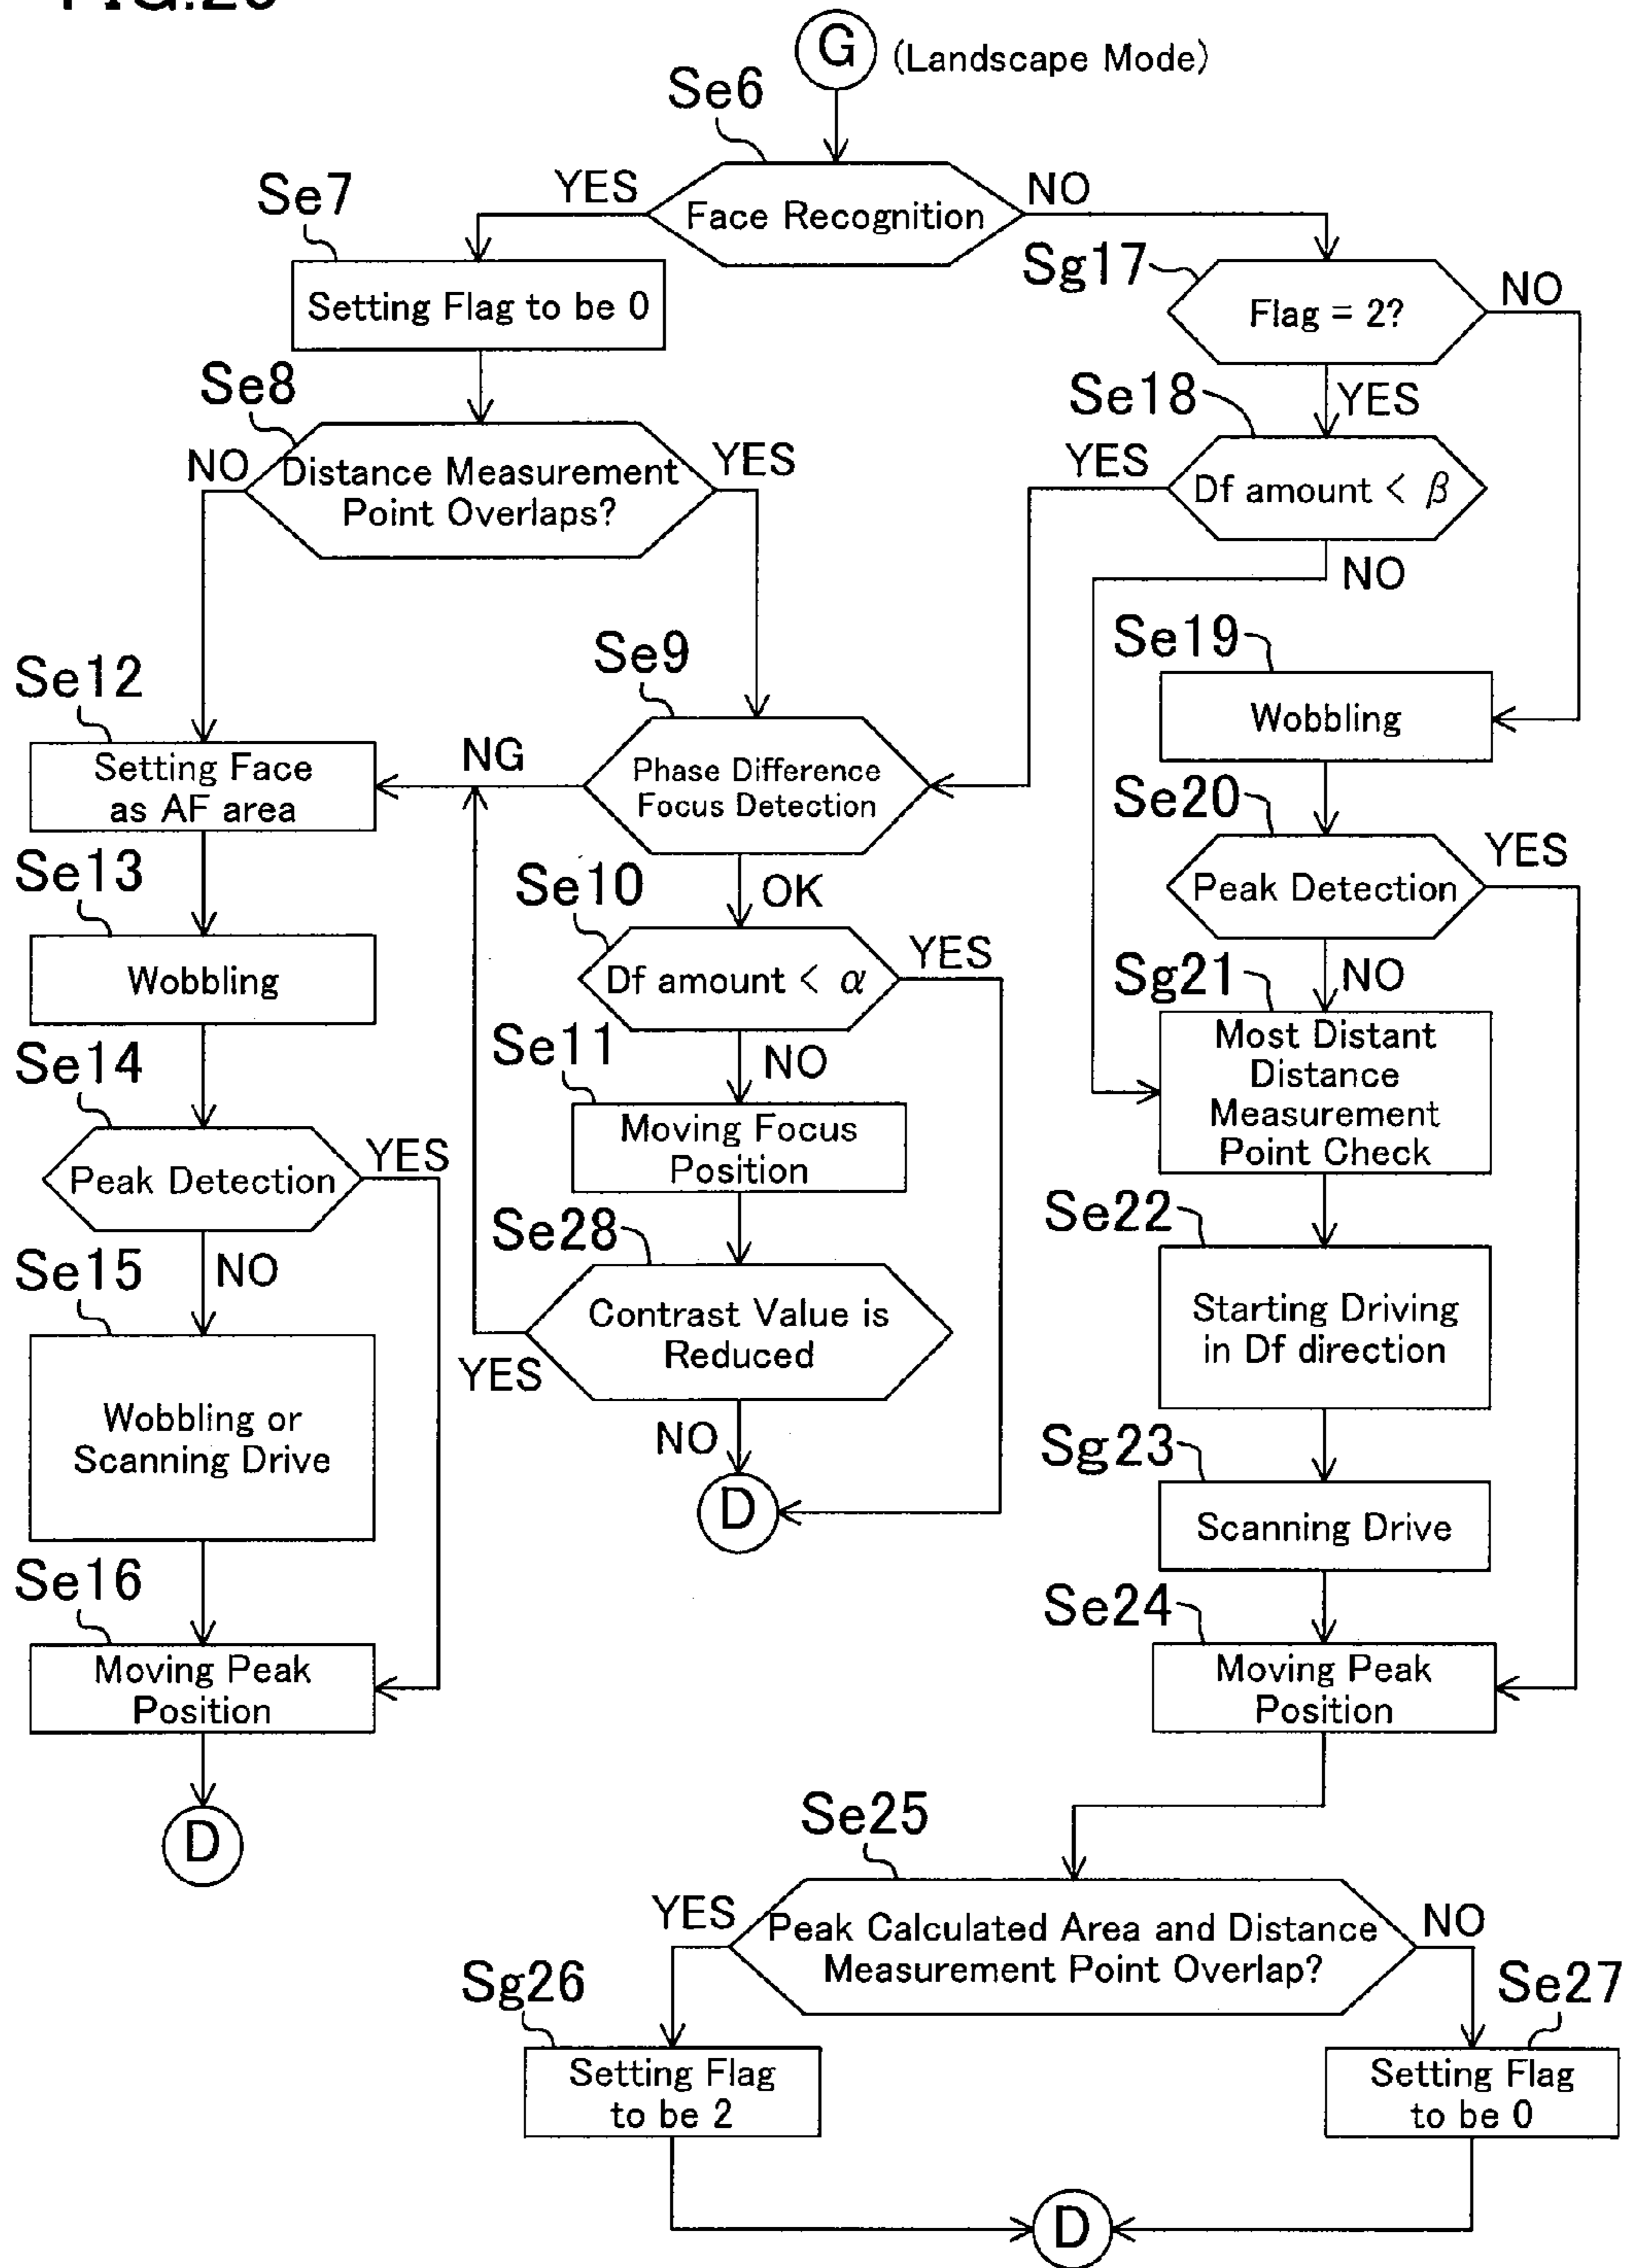 G (Landscape Mode)
Se6
YES
Face Recognition
NO
Se7
Setting Flag to be 0
Sg17
Flag = 2?
NO
YES
Se8
NO
Distance Measurement
Point Overlaps?
YES
Se18
YES
Df amount < β
NO
Se12
Setting Face
as AF area
NG
Se9
Phase Difference
Focus Detection
OK
Se19
Wobbling
Se20
Peak Detection
YES
NO
Se13
Wobbling
Se10
Df amount < α
YES
NO
Sg21
Most Distant
Distance
Measurement
Point Check
Se14
Peak Detection
YES
NO
Se11
Moving Focus
Position
Se28
Contrast Value is
Reduced
YES
NO
D
Se22
Starting Driving
in Df direction
Se15
Wobbling or
Scanning Drive
Sg23
Scanning Drive
Se16
Moving Peak
Position
D
Se24
Moving Peak
Position
Se25
YES
Peak Calculated Area and Distance
Measurement Point Overlap?
NO
Sg26
Setting Flag
to be 2
Se27
Setting Flag
to be 0
D